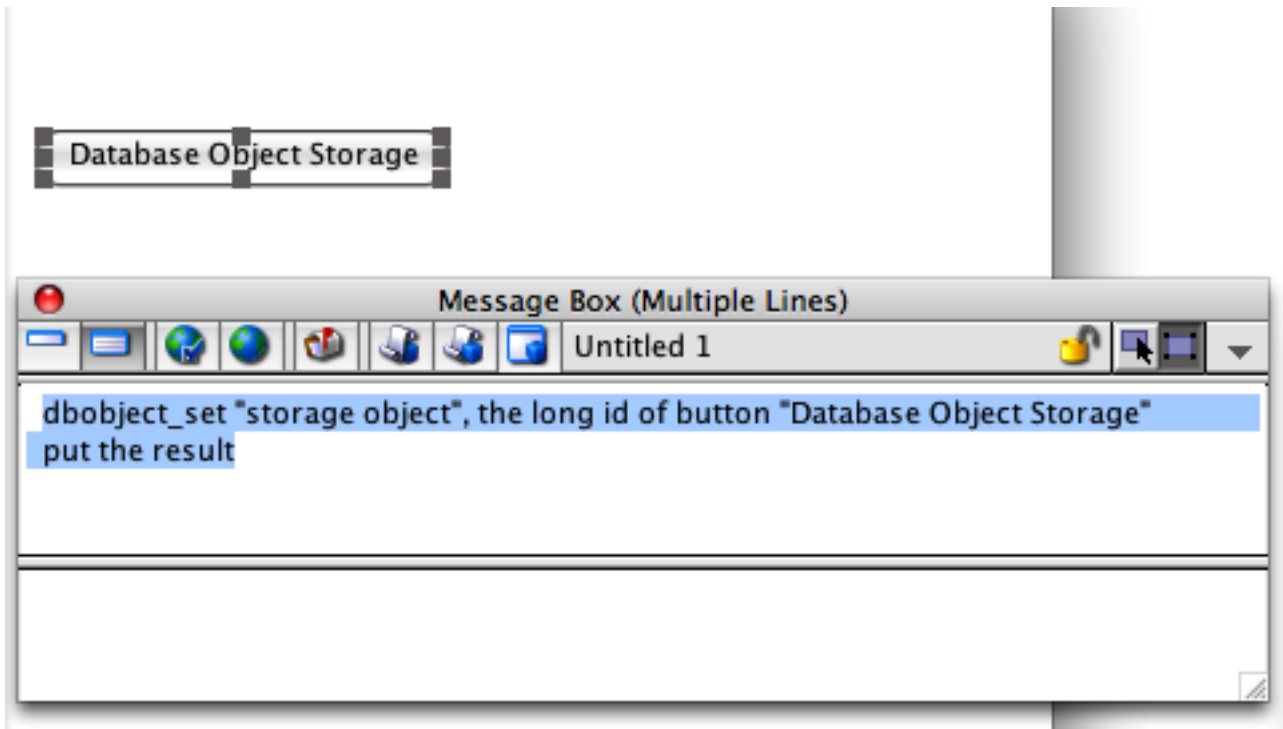 Database Object Storage
Message Box (Multiple Lines)
Untitled 1
dbobject_set "storage object", the long id of button "Database Object Storage"
put the result